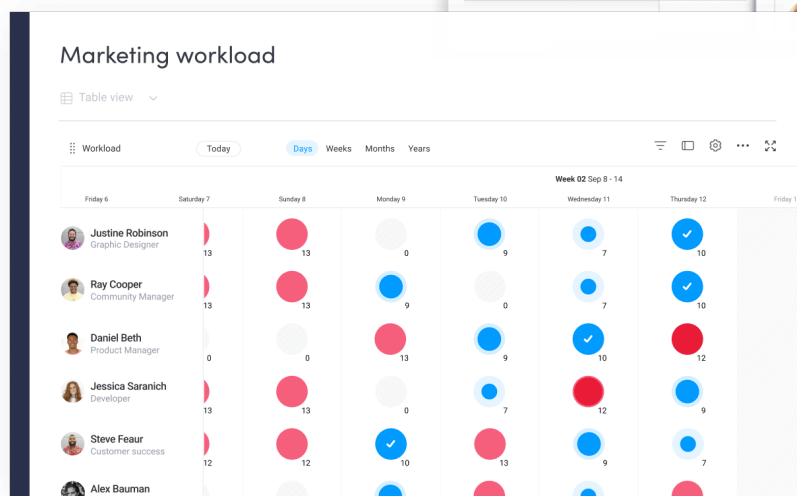 Marketing workload
Table view
Workload Today Days Weeks Months Years
Week 02 Sep 8 - 14
Friday 6 Saturday 7 Sunday 8 Monday 9 Tuesday 10 Wednesday 11 Thursday 12 Friday
Justine Robinson
Graphic Designer
13 13 0 9 7 10
Ray Cooper
Community Manager
13 13 9 0 7 10
Daniel Beth
Product Manager
0 0 13 9 10 12
Jessica Saranich
Developer
13 13 0 7 12 9
Steve Feaur
Customer success
12 12 10 13 9 7
Alex Bauman